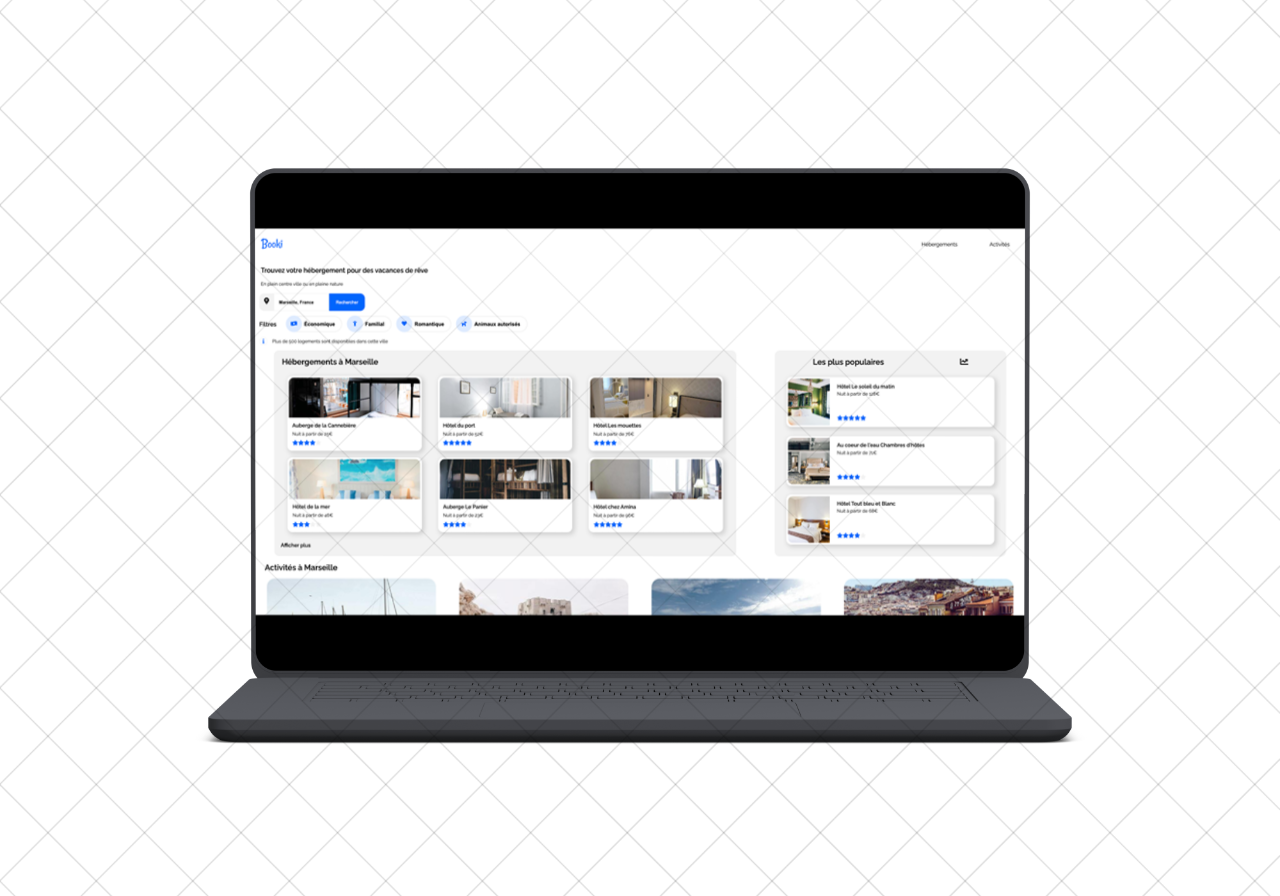 Booki
Hébergements
Activités
Trouvez votre hébergement pour des vacances de rêve
En plein centre ville ou en pleine nature
Marseille, France
Rechercher
Filtres
Économique
Familial
Romantique
Animaux autorisés
Plus de 500 logements sont disponibles dans cette ville
Hébergements à Marseille
Auberge de la Cannebière
Nuit à partir de 25€
Hôtel du port
Nuit à partir de 52€
Hôtel Les mouettes
Nuit à partir de 76€
Hôtel de la mer
Nuit à partir de 46€
Auberge Le Panier
Nuit à partir de 23€
Hôtel chez Amina
Nuit à partir de 96€
Afficher plus
Les plus populaires
Hôtel Le soleil du matin
Nuit à partir de 128€
Au coeur de l'eau Chambres d'hôtes
Nuit à partir de 71€
Hôtel Tout bleu et Blanc
Nuit à partir de 68€
Activités à Marseille